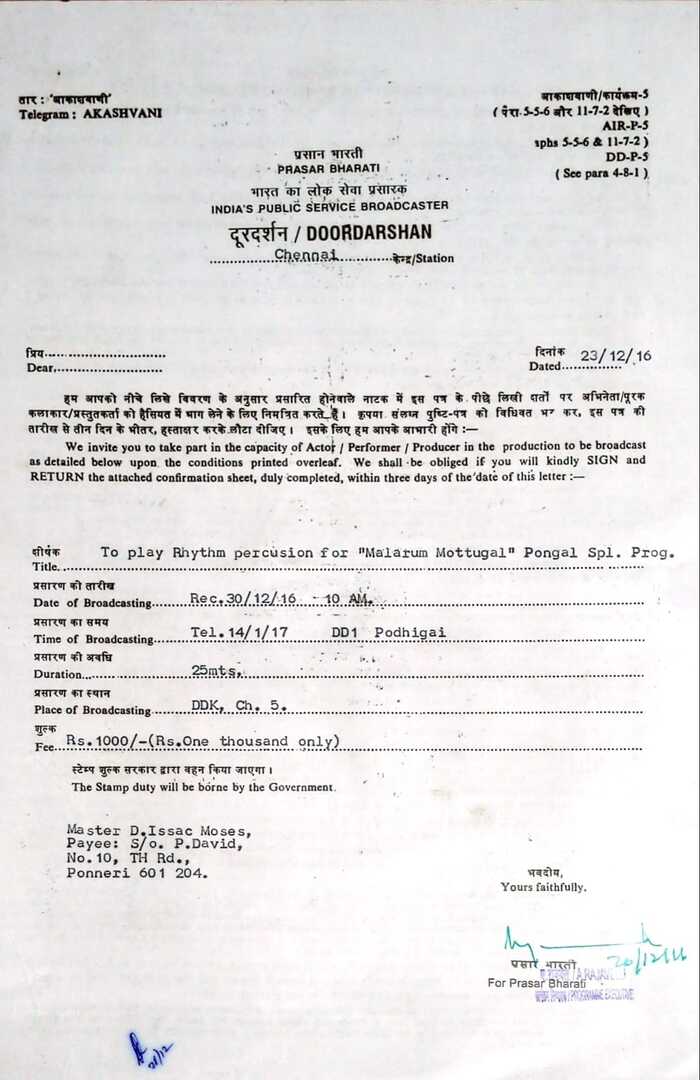 तार : 'आकाशवाणी'
Telegram : AKASHVANI
आकाशवाणी/कार्यक्रम-5
( पैरा 5-5-6 और 11-7-2 देखिए )
AIR-P-5
phs 5-5-6 & 11-7-2 )
DD-P-5
( See para 4-8-1 )
प्रसान भारती
PRASAR BHARATI
भारत का लोक सेवा प्रसारक
INDIA'S PUBLIC SERVICE BROADCASTER
दूरदर्शन / DOORDARSHAN
Chennai केन्द्र/Station
प्रिय
Dear,
दिनांक 23/12/16
Dated
हम आपको नीचे लिखे विवरण के अनुसार प्रसारित होनेवाले नाटक में इस पत्र के पीछे लिखी शर्तों पर अभिनेता/पूरक
कलाकार/प्रस्तुतकर्ता की हैसियत में भाग लेने के लिए निमन्त्रित करते हैं। कृपया संलग्न पुष्टि-पत्र को विधिवत भर कर, इस पत्र की
तारीख से तीन दिन के भीतर, हस्ताक्षर करके लौटा दीजिए। इसके लिए हम आपके आभारी होंगे :—
We invite you to take part in the capacity of Actor / Performer / Producer in the production to be broadcast
as detailed below upon the conditions printed overleaf. We shall be obliged if you will kindly SIGN and
RETURN the attached confirmation sheet, duly completed, within three days of the date of this letter :—
शीर्षक To play Rhythm percusion for "Malarum Mottugal" Pongal Spl. Prog.
Title.
प्रसारण की तारीख
Date of Broadcasting Rec.30/12/16 - 10 AM.
प्रसारण का समय
Time of Broadcasting Tel.14/1/17 DD1 Podhigai
प्रसारण की अवधि
Duration 25mts.
प्रसारण का स्थान
Place of Broadcasting DDK, Ch. 5.
शुल्क
Fee Rs.1000/-(Rs.One thousand only)
स्टेम्प शुल्क सरकार द्वारा वहन किया जाएगा।
The Stamp duty will be borne by the Government.
Master D.Issac Moses,
Payee: S/o. P.David,
No.10, TH Rd.,
Ponneri 601 204.
भवदीय,
Yours faithfully.
20/12/16
प्रसार भारती
For Prasar Bharati
A RAJAVEL
PROGRAMME EXECUTIVE